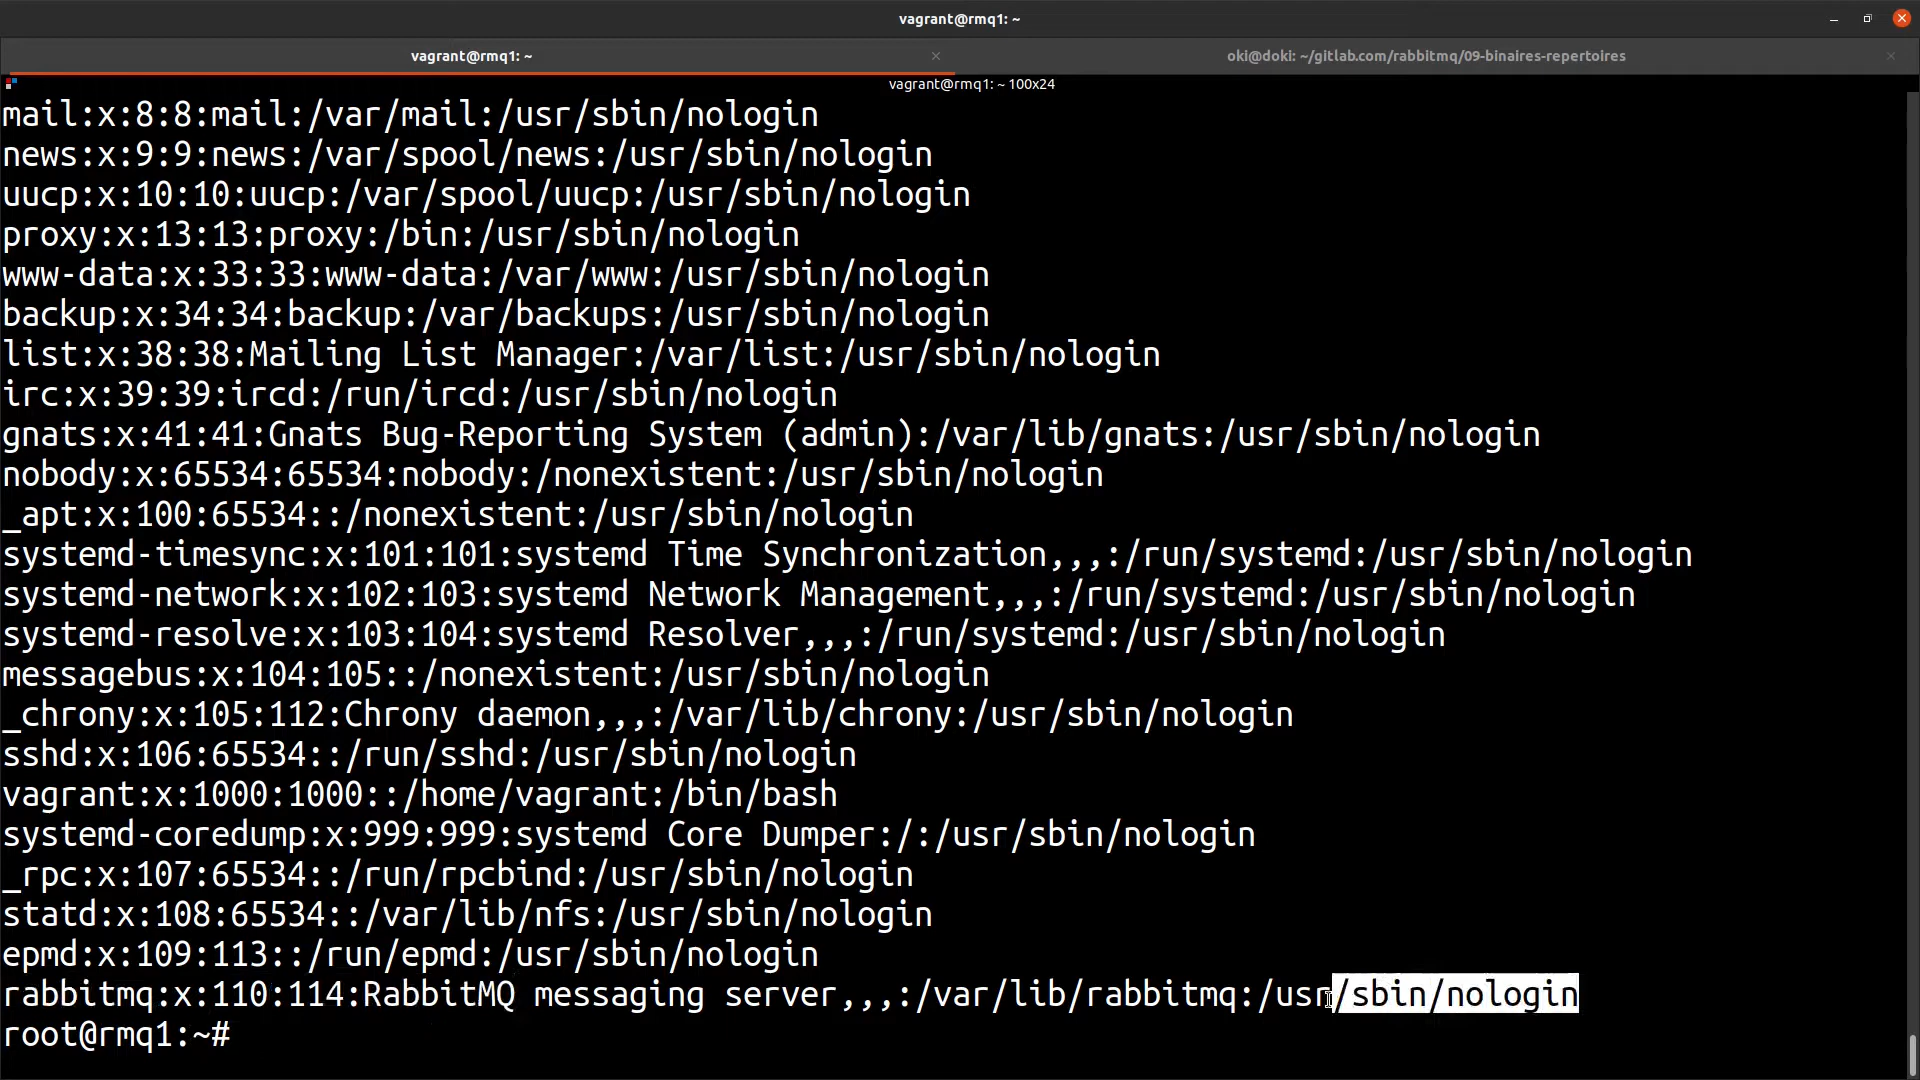 vagrant@rmq1: ~
vagrant@rmq1: ~
oki@doki: ~/gitlab.com/rabbitmq/09-binaires-repertoires
vagrant@rmq1: ~ 100x24
mail:x:8:8:mail:/var/mail:/usr/sbin/nologin
news:x:9:9:news:/var/spool/news:/usr/sbin/nologin
uucp:x:10:10:uucp:/var/spool/uucp:/usr/sbin/nologin
proxy:x:13:13:proxy:/bin:/usr/sbin/nologin
www-data:x:33:33:www-data:/var/www:/usr/sbin/nologin
backup:x:34:34:backup:/var/backups:/usr/sbin/nologin
list:x:38:38:Mailing List Manager:/var/list:/usr/sbin/nologin
irc:x:39:39:ircd:/run/ircd:/usr/sbin/nologin
gnats:x:41:41:Gnats Bug-Reporting System (admin):/var/lib/gnats:/usr/sbin/nologin
nobody:x:65534:65534:nobody:/nonexistent:/usr/sbin/nologin
_apt:x:100:65534::/nonexistent:/usr/sbin/nologin
systemd-timesync:x:101:101:systemd Time Synchronization,,,:/run/systemd:/usr/sbin/nologin
systemd-network:x:102:103:systemd Network Management,,,:/run/systemd:/usr/sbin/nologin
systemd-resolve:x:103:104:systemd Resolver,,,:/run/systemd:/usr/sbin/nologin
messagebus:x:104:105::/nonexistent:/usr/sbin/nologin
_chrony:x:105:112:Chrony daemon,,,:/var/lib/chrony:/usr/sbin/nologin
sshd:x:106:65534::/run/sshd:/usr/sbin/nologin
vagrant:x:1000:1000::/home/vagrant:/bin/bash
systemd-coredump:x:999:999:systemd Core Dumper:/:/usr/sbin/nologin
_rpc:x:107:65534::/run/rpcbind:/usr/sbin/nologin
statd:x:108:65534::/var/lib/nfs:/usr/sbin/nologin
epmd:x:109:113::/run/epmd:/usr/sbin/nologin
rabbitmq:x:110:114:RabbitMQ messaging server,,,:/var/lib/rabbitmq:/usr/sbin/nologin
root@rmq1:~#